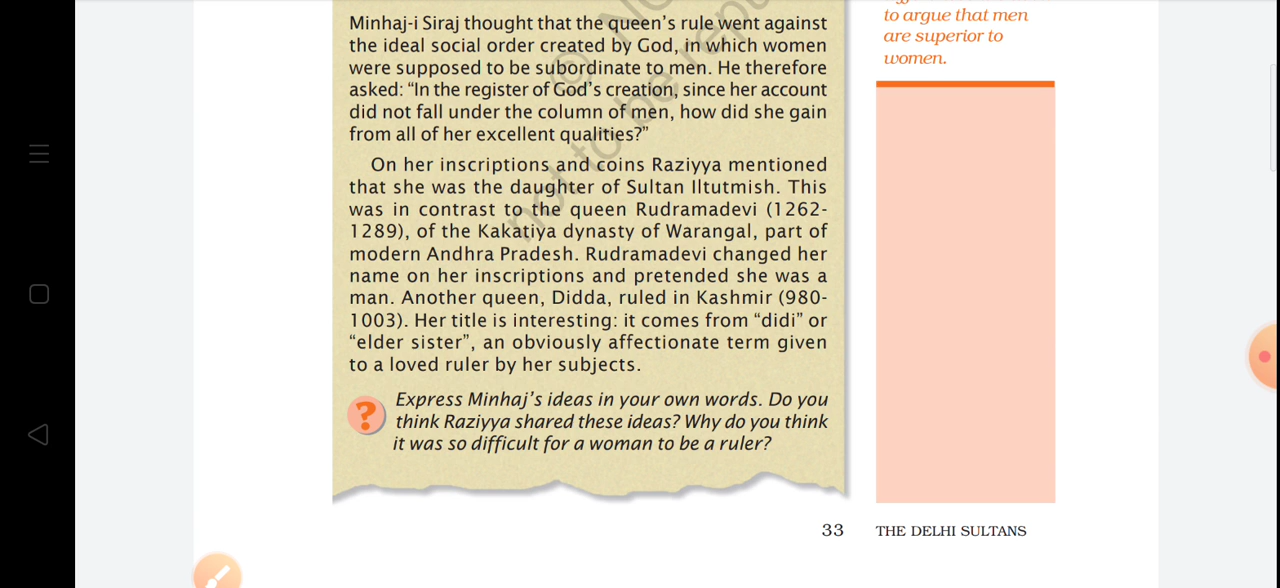 Minhaj-i Siraj thought that the queen's rule went against
the ideal social order created by God, in which women
were supposed to be subordinate to men. He therefore
asked: "In the register of God's creation, since her account
did not fall under the column of men, how did she gain
from all of her excellent qualities?"
On her inscriptions and coins Raziyya mentioned
that she was the daughter of Sultan Iltutmish. This
was in contrast to the queen Rudramadevi (1262-
1289), of the Kakatiya dynasty of Warangal, part of
modern Andhra Pradesh. Rudramadevi changed her
name on her inscriptions and pretended she was a
man. Another queen, Didda, ruled in Kashmir (980-
1003). Her title is interesting: it comes from "didi" or
"elder sister", an obviously affectionate term given
to a loved ruler by her subjects.
?
Express Minhaj's ideas in your own words. Do you
think Raziyya shared these ideas? Why do you think
it was so difficult for a woman to be a ruler?
to argue that men
are superior to
women.
33 THE DELHI SULTANS
©
not to be